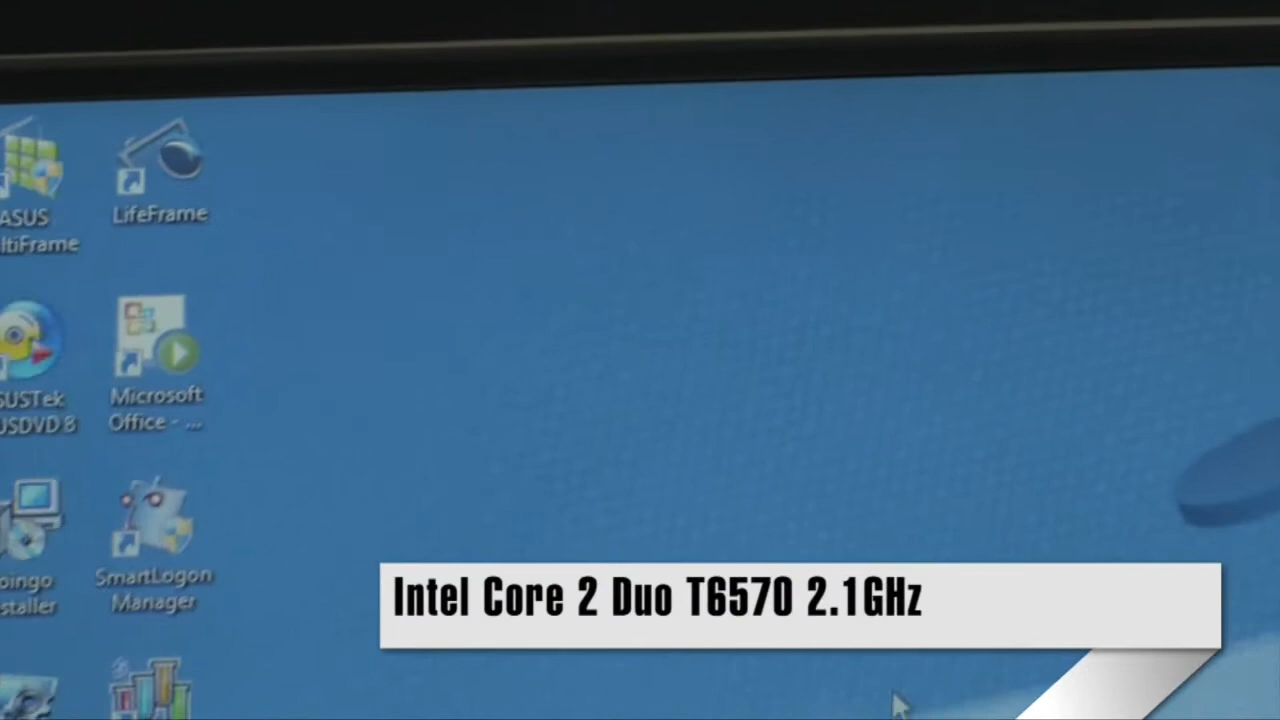 ASUS
ltiFrame
LifeFrame
SUSTek
USDVD 8
Microsoft
Office - ...
oingo
staller
SmartLogon
Manager
Intel Core 2 Duo T6570 2.1GHz